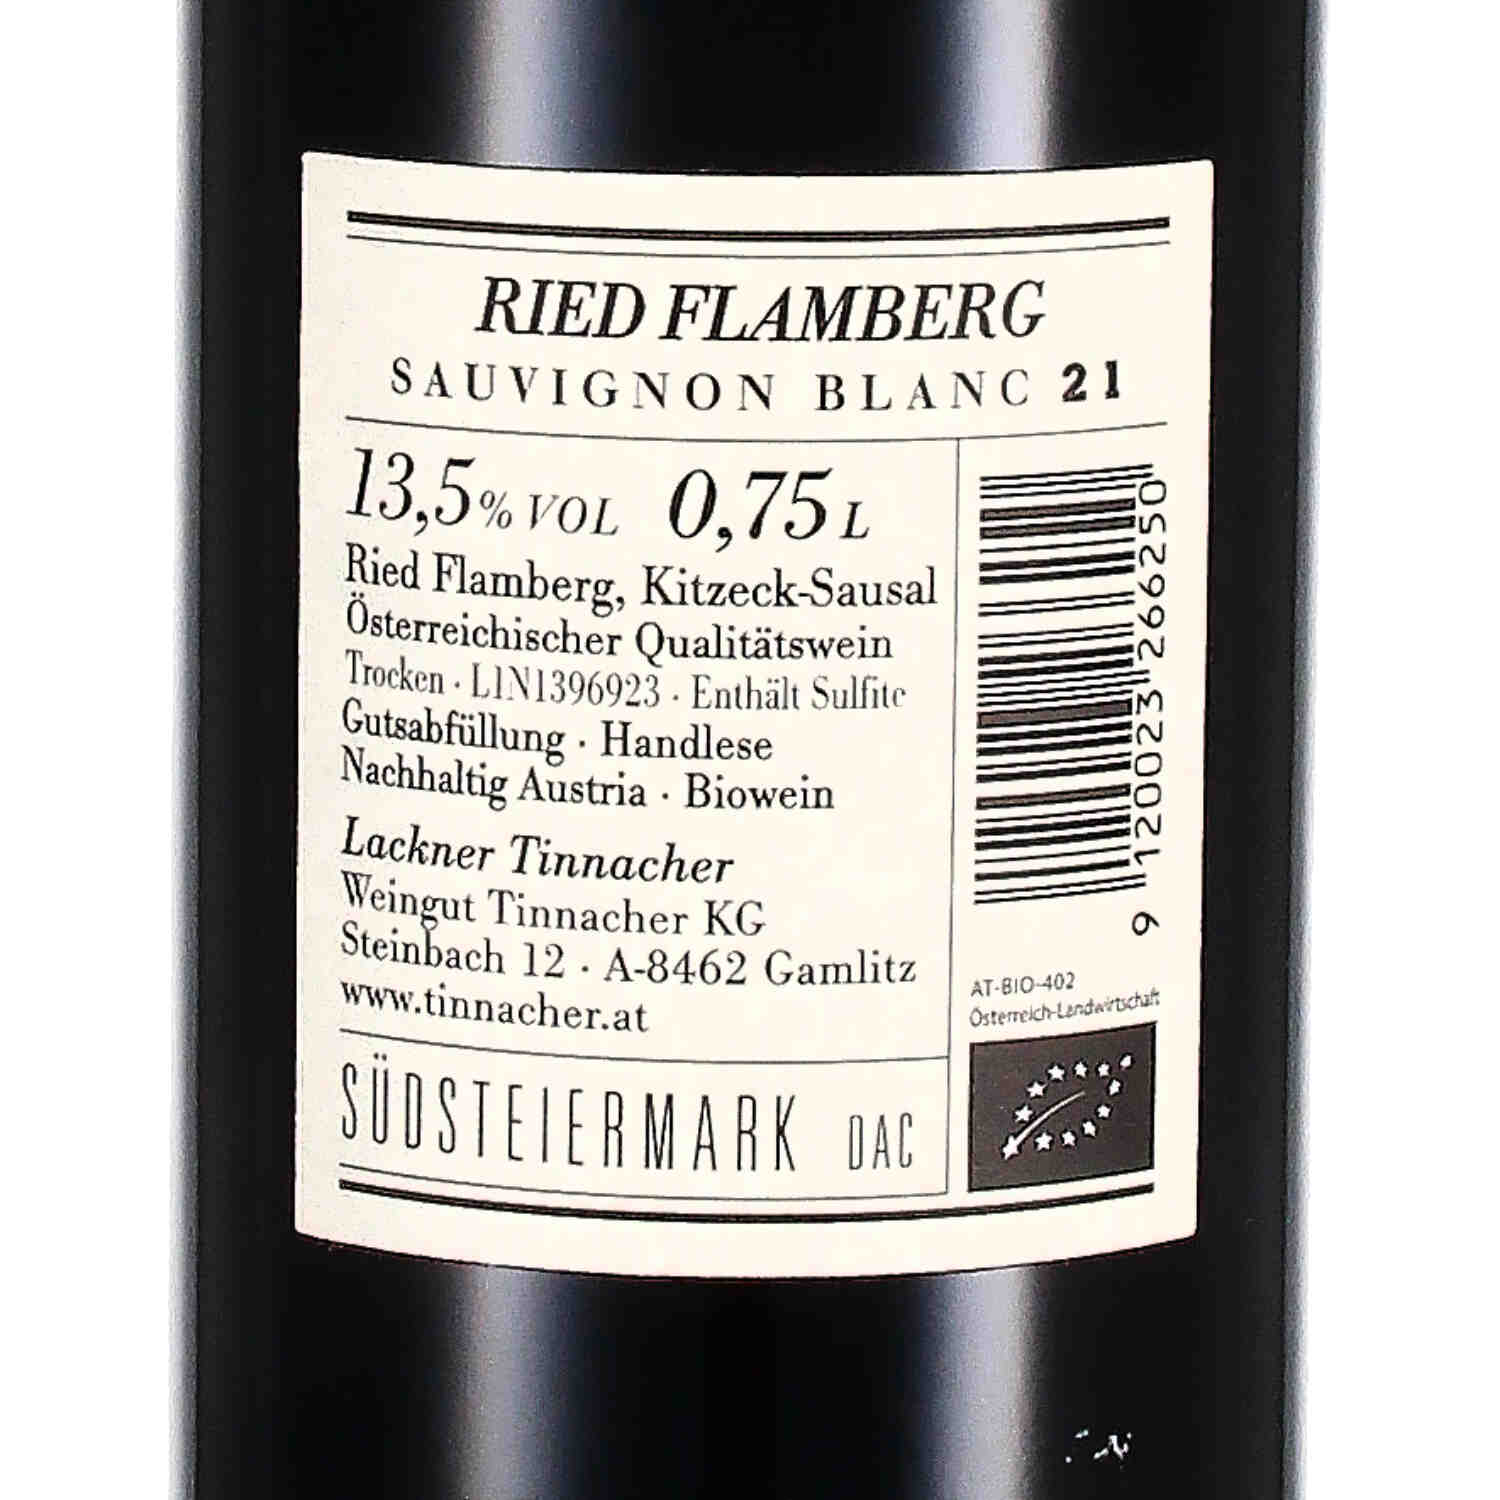 RIED FLAMBERG
SAUVIGNON BLANC 21
13,5% VOL 0,75 L
Ried Flamberg, Kitzeck-Sausal
Österreichischer Qualitätswein
Trocken · L1N1396923 · Enthält Sulfite
Gutsabfüllung · Handlese
Nachhaltig Austria · Biowein
Lackner Tinnacher
Weingut Tinnacher KG
Steinbach 12 · A-8462 Gamlitz
www.tinnacher.at
SÜDSTEIERMARK DAC
9 120023 266250
AT-BIO-402
Österreich-Landwirtschaft